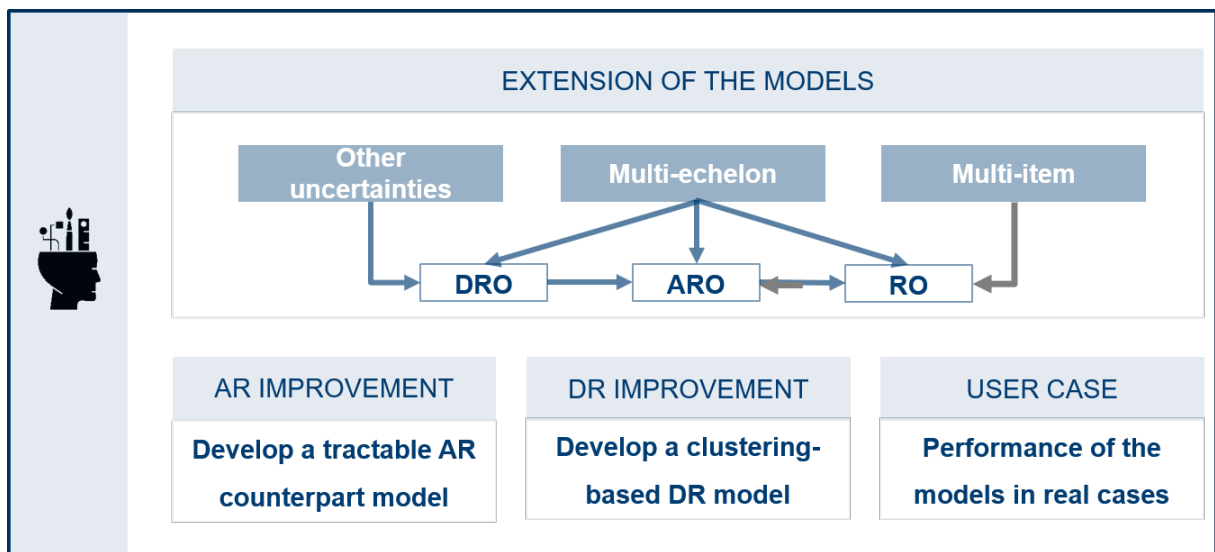 EXTENSION OF THE MODELS
Other
uncertainties
Multi-echelon
Multi-item
DRO
ARO
RO
AR IMPROVEMENT
Develop a tractable AR
counterpart model
DR IMPROVEMENT
Develop a clustering-
based DR model
USER CASE
Performance of the
models in real cases